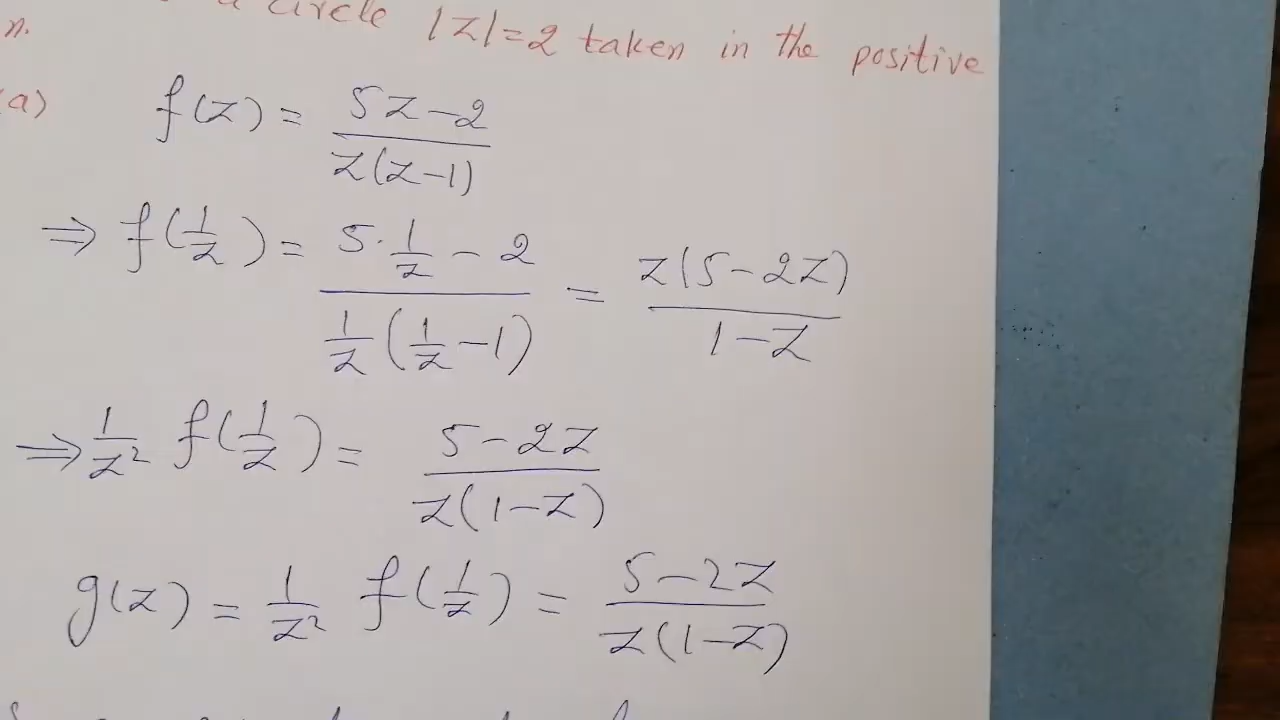 circle |z|=2 taken in the positive
n.
(a) f(z) = 5z-2 / z(z-1)
⇒ f(1/z) = 5·1/z - 2 / 1/z(1/z - 1) = z(5-2z) / 1-z
⇒ 1/z² f(1/z) = 5-2z / z(1-z)
g(z) = 1/z² f(1/z) = 5-2z / z(1-z)